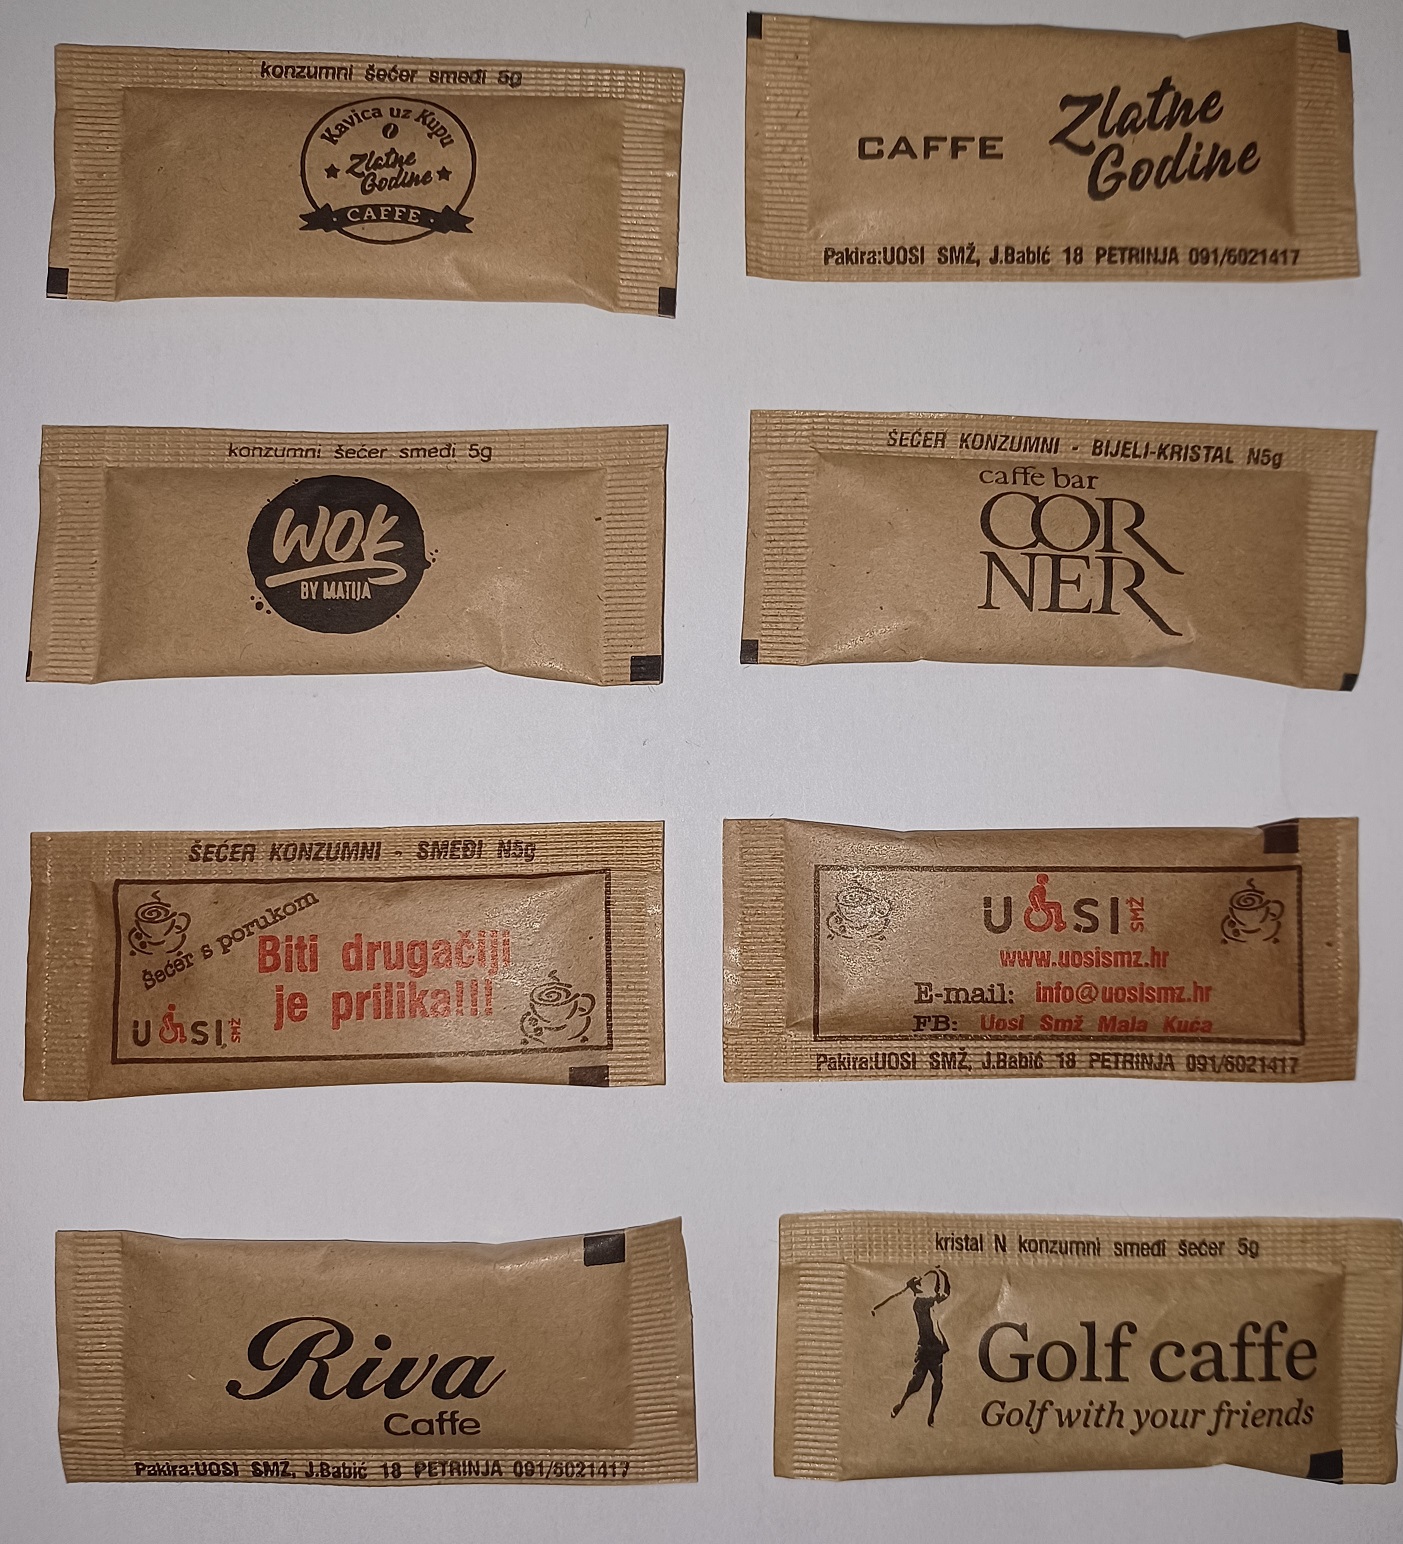 konzumni šećer smeđi 5g
Kavica uz Kupu
Zlatne
Godine
CAFFE
CAFFE
Zlatne
Godine
Pakira:UOSI SMŽ, J.Babić 18 PETRINJA 091/6021417
konzumni šećer smeđi 5g
WOK
BY MATIJA
ŠEĆER KONZUMNI - BIJELI-KRISTAL N5g
caffe bar
COR
NER
ŠEĆER KONZUMNI - SMEĐI N5g
Šećer s porukom
Biti drugačiji
je prilika!!!
UOSI SMŽ
UOSI SMŽ
www.uosismz.hr
E-mail: info@uosismz.hr
FB: Uosi Smž Mala Kuća
Pakira:UOSI SMŽ, J.Babić 18 PETRINJA 091/6021417
Riva
Caffe
Pakira:UOSI SMŽ, J.Babić 18 PETRINJA 091/6021417
kristal N konzumni smeđi šećer 5g
Golf caffe
Golf with your friends